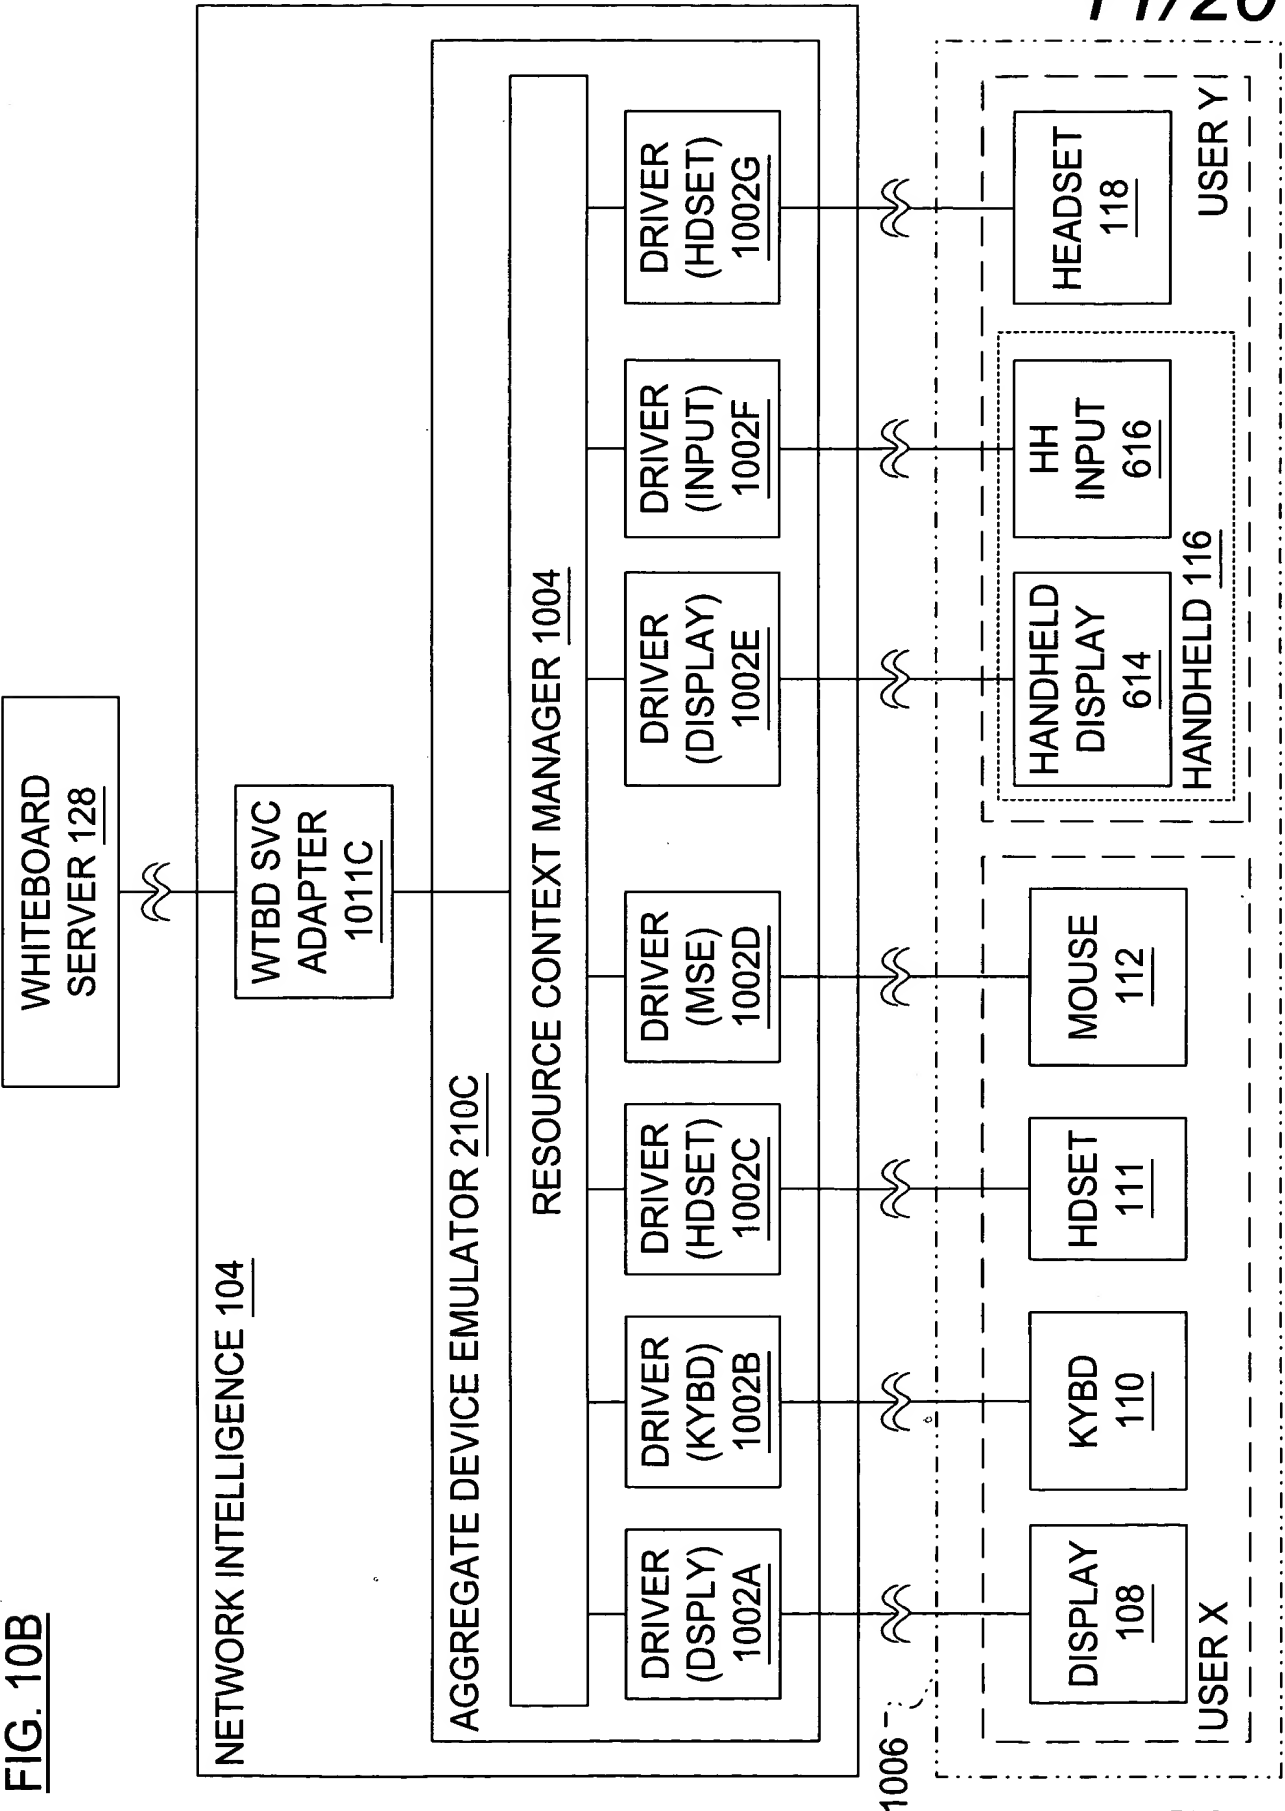 FIG. 10B
WHITEBOARD
SERVER 128
NETWORK INTELLIGENCE 104
WTBD SVC
ADAPTER
1011C
AGGREGATE DEVICE EMULATOR 210C
RESOURCE CONTEXT MANAGER 1004
DRIVER
(DSPLY)
1002A
DRIVER
(KYBD)
1002B
DRIVER
(HDSET)
1002C
DRIVER
(MSE)
1002D
DRIVER
(DISPLAY)
1002E
DRIVER
(INPUT)
1002F
DRIVER
(HDSET)
1002G
1006
DISPLAY
108
KYBD
110
HDSET
111
MOUSE
112
USER X
HANDHELD
DISPLAY
614
HH
INPUT
616
HANDHELD 116
HEADSET
118
USER Y